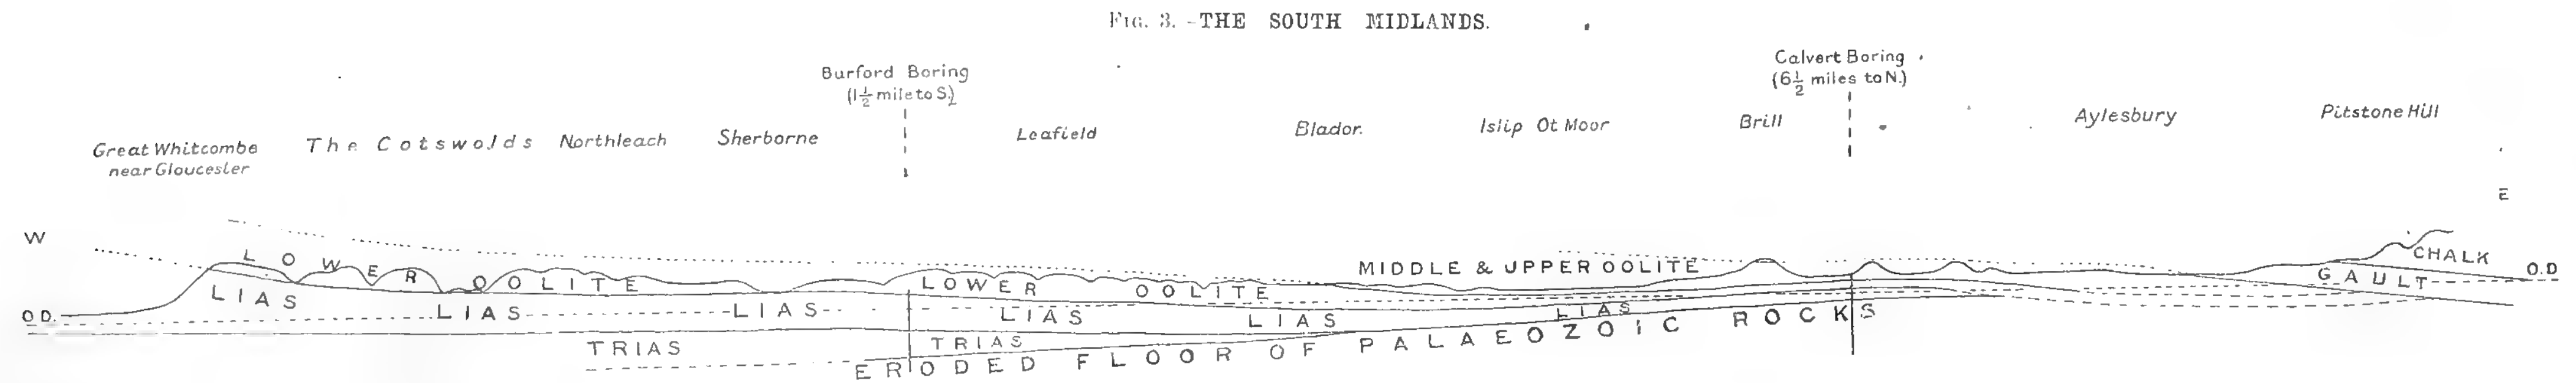 FIG. 3. - THE SOUTH MIDLANDS.
Burford Boring
(1½ mile to S.)
Calvert Boring
(6½ miles to N.)
Great Whitcombe
near Gloucester
The Cotswolds
Northleach
Sherborne
Leafield
Bladon
Islip Ot Moor
Brill
Aylesbury
Pitstone Hill
W
E
LOWER OOLITE
LOWER OOLITE
MIDDLE & UPPER OOLITE
CHALK
GAULT
O.D
LIAS
LIAS
LIAS
LIAS
LIAS
LIAS
O.D.
TRIAS
TRIAS
ERODED FLOOR OF PALAEOZOIC ROCKS